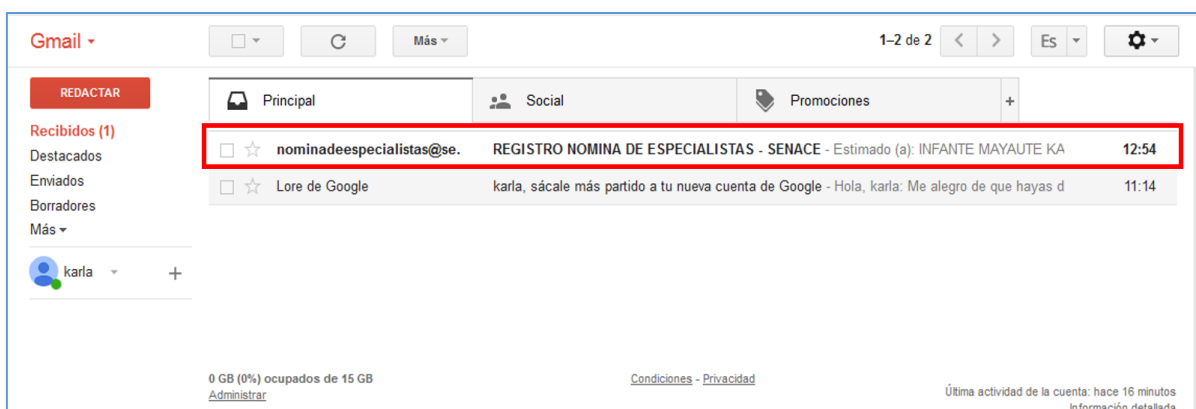 Gmail
Más
1–2 de 2
Es
REDACTAR
Principal
Social
Promociones
+
Recibidos (1)
Destacados
Enviados
Borradores
Más
nominadeespecialistas@se. REGISTRO NOMINA DE ESPECIALISTAS - SENACE - Estimado (a): INFANTE MAYAUTE KA 12:54
Lore de Google karla, sácale más partido a tu nueva cuenta de Google - Hola, karla: Me alegro de que hayas d 11:14
karla
+
0 GB (0%) ocupados de 15 GB
Administrar
Condiciones - Privacidad
Última actividad de la cuenta: hace 16 minutos
Información detallada